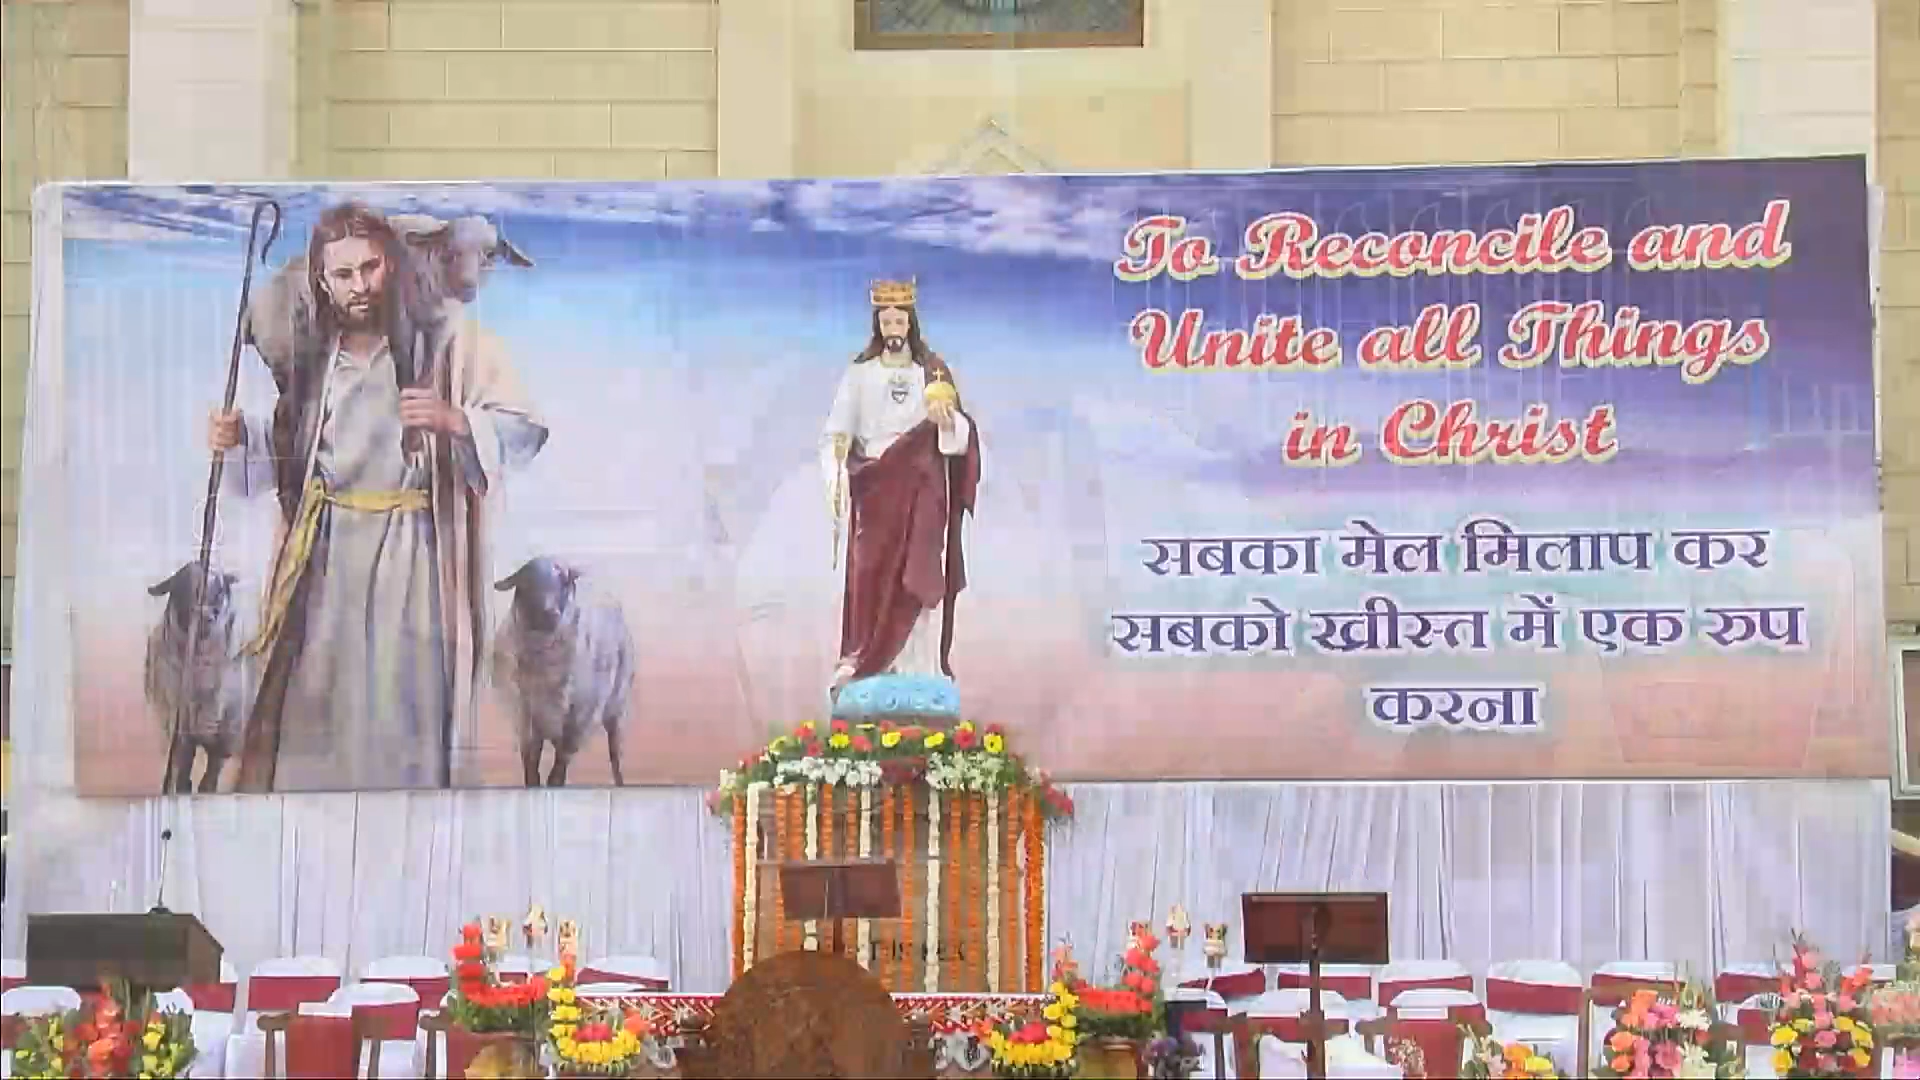 To Reconcile and
Unite all Things
in Christ
सबका मेल मिलाप कर
सबको ख्रीस्त में एक रुप
करना